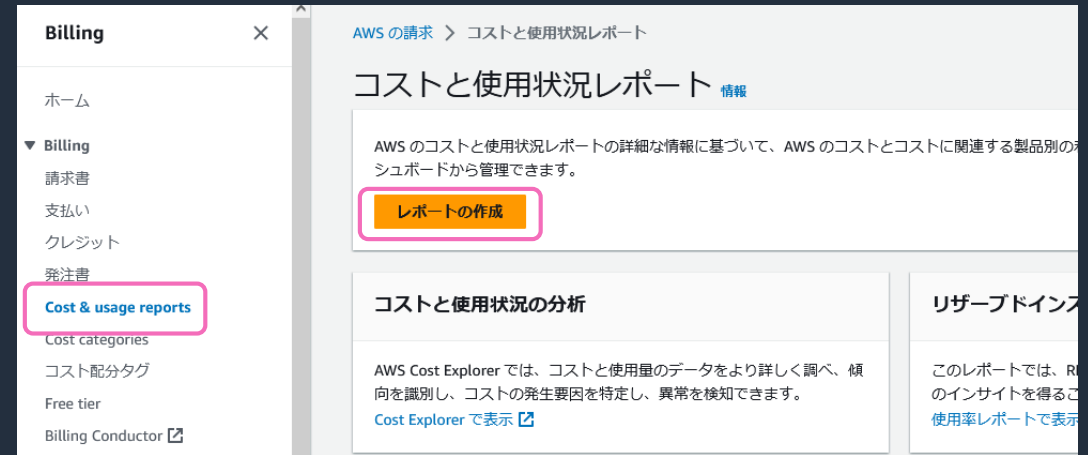 Billing
ホーム
Billing
請求書
支払い
クレジット
発注書
Cost & usage reports
Cost categories
コスト配分タグ
Free tier
Billing Conductor
AWS の請求 > コストと使用状況レポート
コストと使用状況レポート 情報
AWS のコストと使用状況レポートの詳細な情報に基づいて、AWS のコストとコストに関連する製品別の
シュボードから管理できます。
レポートの作成
コストと使用状況の分析
AWS Cost Explorer では、コストと使用量のデータをより詳しく調べ、傾
向を識別し、コストの発生要因を特定し、異常を検知できます。
Cost Explorer で表示
リザーブドインス
このレポートでは、RI
のインサイトを得るこ
使用率レポートで表示